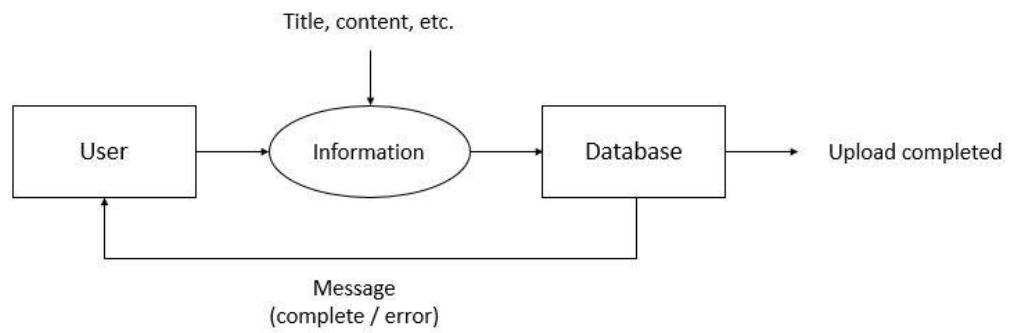 Title, content, etc.
User
Information
Database
Upload completed
Message
(complete / error)